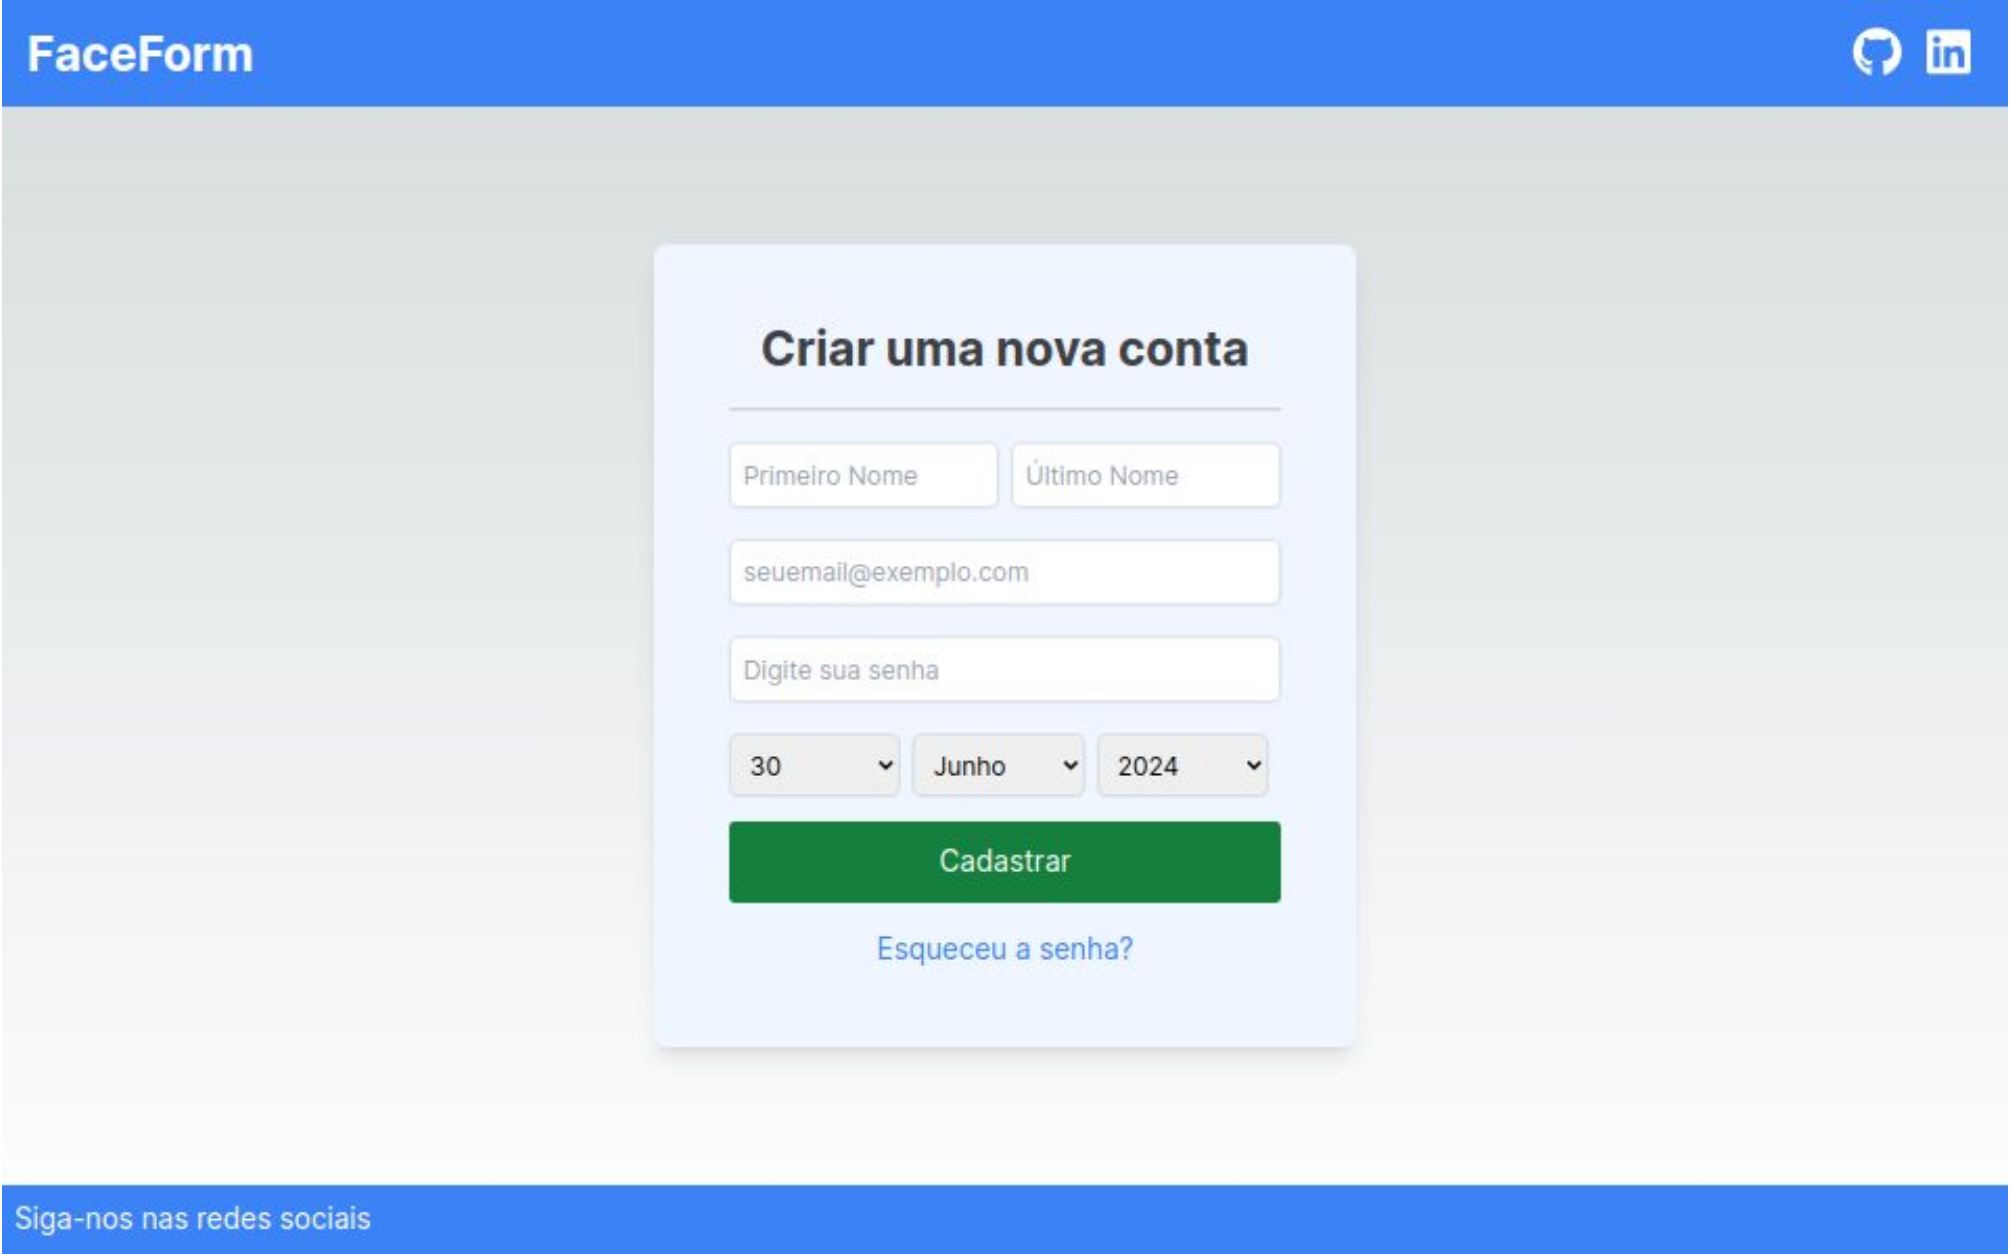 FaceForm
in
Criar uma nova conta
Primeiro Nome Último Nome
seuemail@exemplo.com
Digite sua senha
30 Junho 2024
Cadastrar
Esqueceu a senha?
Siga-nos nas redes sociais